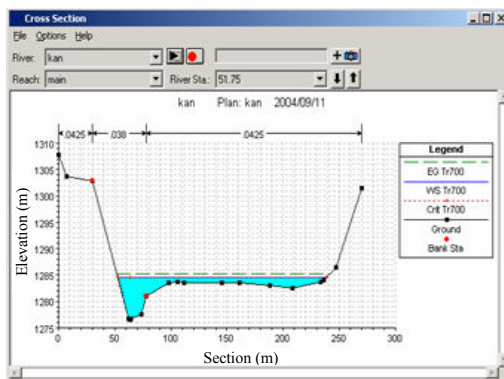 Cross Section
File Options Help
River: kan
Reach: main River Sta.: 51.75
kan Plan: kan 2004/09/11
.0425 .038 .0425
Elevation (m)
1310
1305
1300
1295
1290
1285
1280
1275
0 50 100 150 200 250 300
Section (m)
Legend
EG Tr700
WS Tr700
Crit Tr700
Ground
Bank Sta